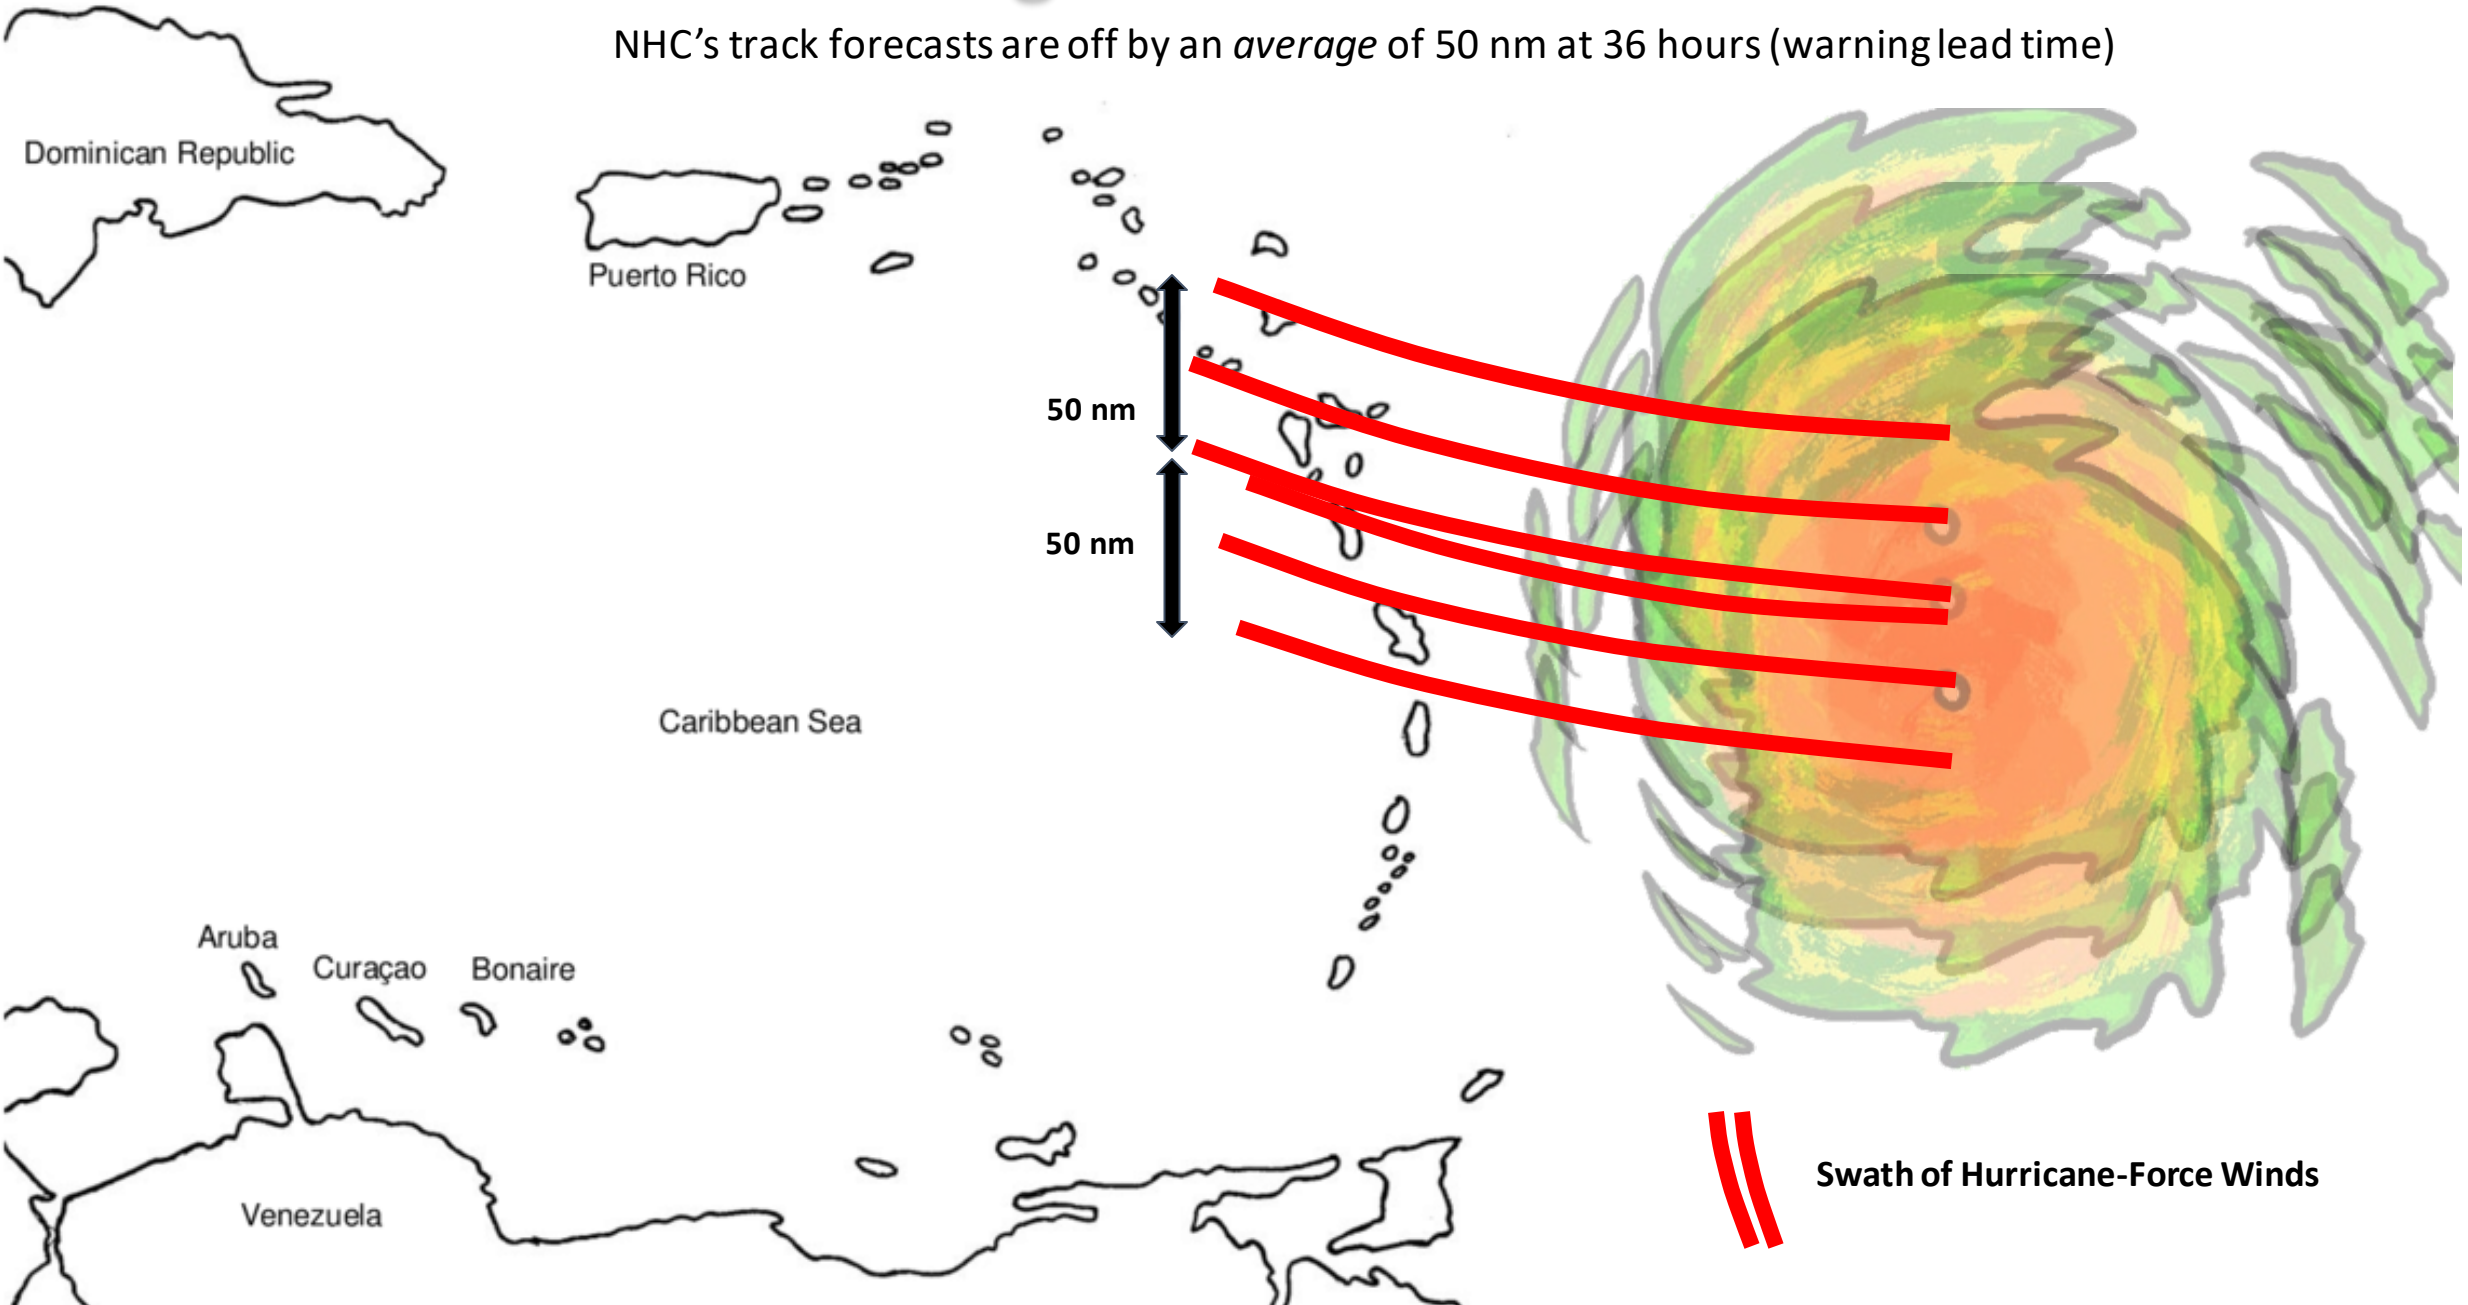 NHC’s track forecasts are off by an average of 50 nm at 36 hours (warning lead time)
Dominican Republic
Puerto Rico
50 nm
50 nm
Caribbean Sea
Aruba
Curaçao
Bonaire
Venezuela
Swath of Hurricane-Force Winds